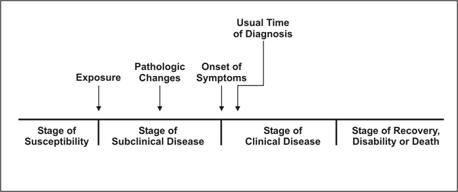 Usual Time
of Diagnosis
Pathologic
Changes
Onset of
Symptoms
Exposure
Stage of
Susceptibility
Stage of
Subclinical Disease
Stage of
Clinical Disease
Stage of Recovery,
Disability or Death